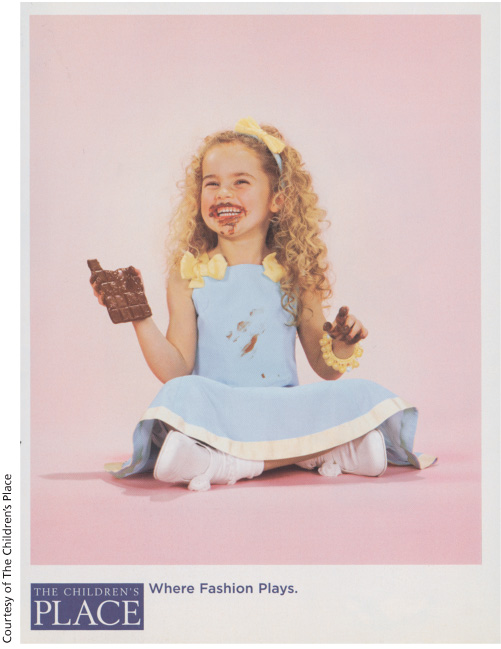 Courtesy of The Children's Place
THE CHILDREN'S
PLACE
Where Fashion Plays.